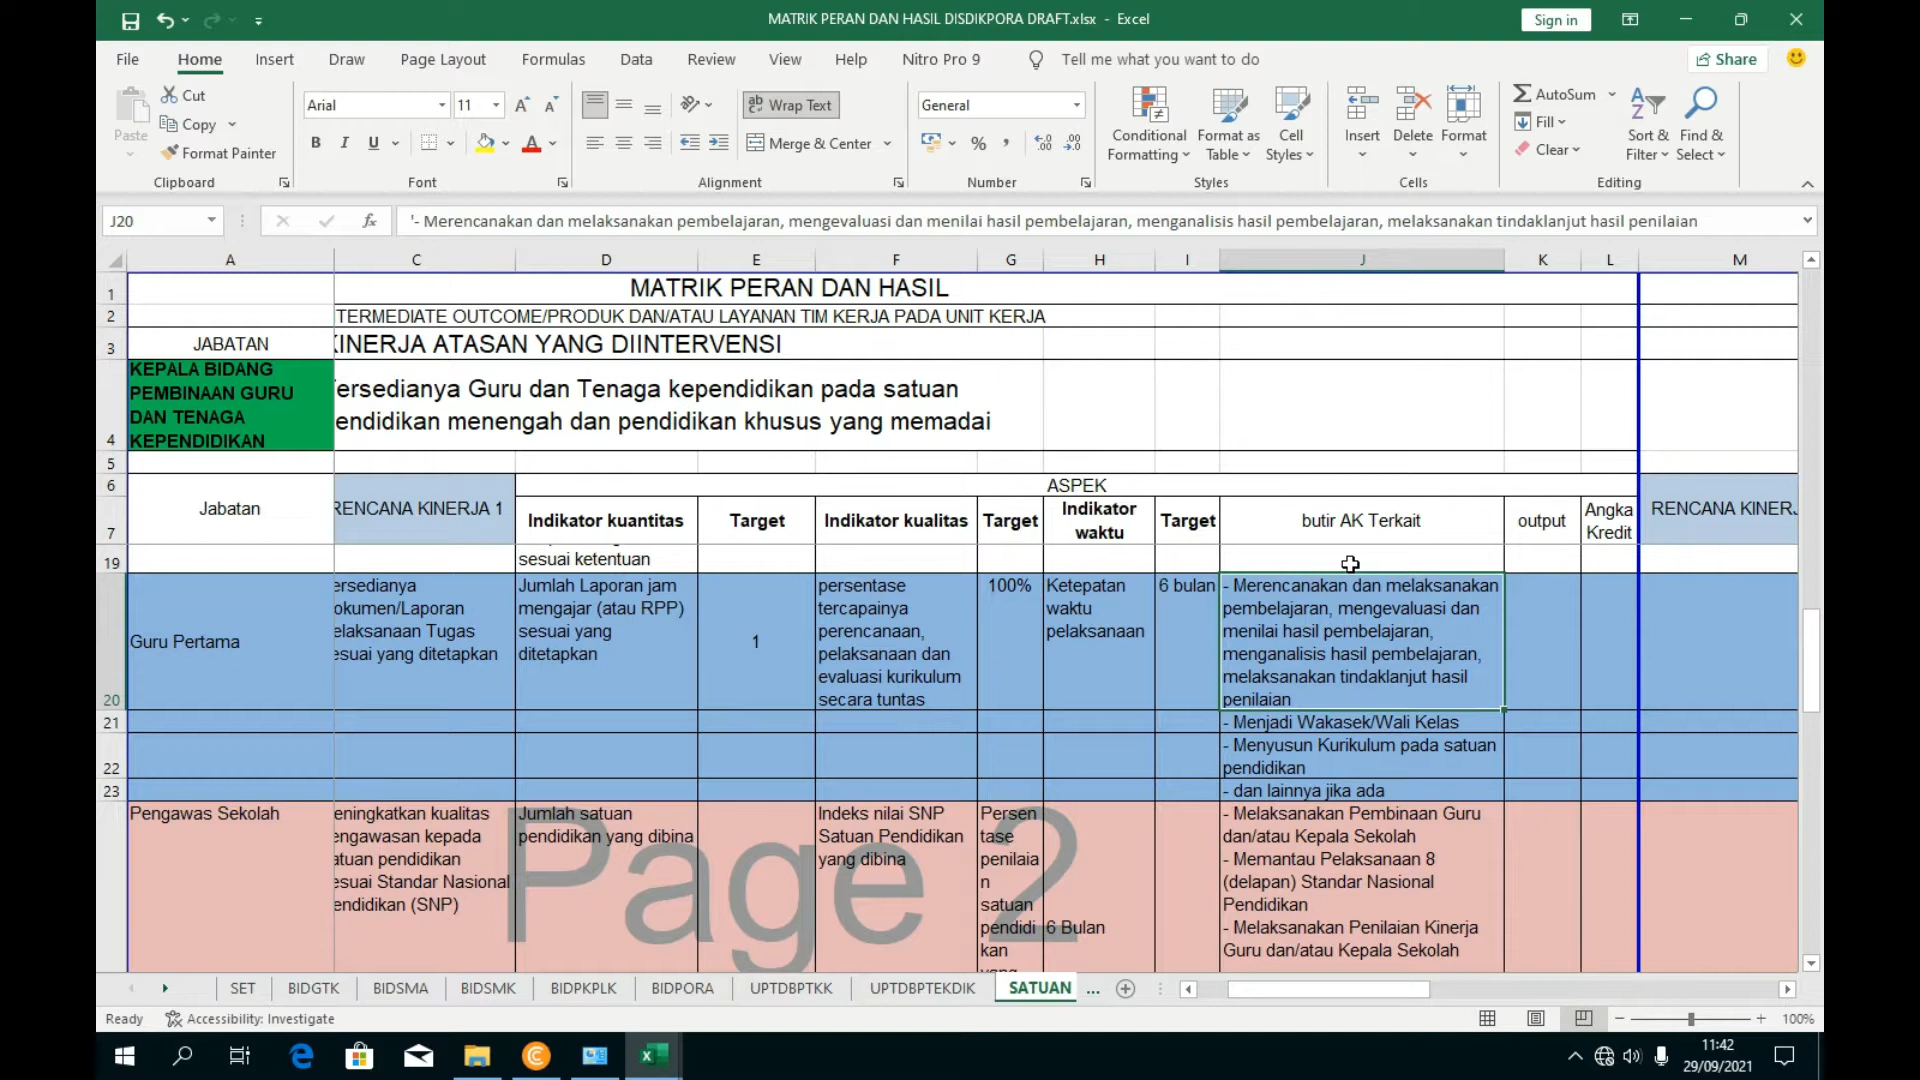 MATRIK PERAN DAN HASIL DISDIKPORA DRAFT.xlsx - Excel
Sign in
File Home Insert Draw Page Layout Formulas Data Review View Help Nitro Pro 9 Tell me what you want to do Share
Paste
Cut
Copy
Format Painter
Clipboard
Arial 11
B I U
Font
Wrap Text
Merge & Center
Alignment
General
Number
Conditional Formatting
Format as Table
Cell Styles
Styles
Insert Delete Format
Cells
AutoSum
Fill
Clear
Sort & Filter
Find & Select
Editing
J20
fx
'- Merencanakan dan melaksanakan pembelajaran, mengevaluasi dan menilai hasil pembelajaran, menganalisis hasil pembelajaran, melaksanakan tindaklanjut hasil penilaian
A C D E F G H I J K L M
1 MATRIK PERAN DAN HASIL
2 TERMEDIATE OUTCOME/PRODUK DAN/ATAU LAYANAN TIM KERJA PADA UNIT KERJA
3 JABATAN KINERJA ATASAN YANG DIINTERVENSI
KEPALA BIDANG
PEMBINAAN GURU
DAN TENAGA
4 KEPENDIDIKAN
ersedianya Guru dan Tenaga kependidikan pada satuan
endidikan menengah dan pendidikan khusus yang memadai
5
6 ASPEK
7 Jabatan
RENCANA KINERJA 1
Indikator kuantitas
Target
Indikator kualitas
Target
Indikator
waktu
Target
butir AK Terkait
output
Angka
Kredit
RENCANA KINERJ
19 sesuai ketentuan
20 Guru Pertama
ersedianya
okumen/Laporan
elaksanaan Tugas
esuai yang ditetapkan
Jumlah Laporan jam
mengajar (atau RPP)
sesuai yang
ditetapkan
1
persentase
tercapainya
perencanaan,
pelaksanaan dan
evaluasi kurikulum
secara tuntas
100%
Ketepatan
waktu
pelaksanaan
6 bulan
- Merencanakan dan melaksanakan
pembelajaran, mengevaluasi dan
menilai hasil pembelajaran,
menganalisis hasil pembelajaran,
melaksanakan tindaklanjut hasil
penilaian
21 - Menjadi Wakasek/Wali Kelas
22 - Menyusun Kurikulum pada satuan
pendidikan
23 - dan lainnya jika ada
Pengawas Sekolah
eningkatkan kualitas
engawasan kepada
atuan pendidikan
esuai Standar Nasional
endidikan (SNP)
Jumlah satuan
pendidikan yang dibina
Indeks nilai SNP
Satuan Pendidikan
yang dibina
Persen
tase
penilaia
n
satuan
pendidi
kan
yang
6 Bulan
- Melaksanakan Pembinaan Guru
dan/atau Kepala Sekolah
- Memantau Pelaksanaan 8
(delapan) Standar Nasional
Pendidikan
- Melaksanakan Penilaian Kinerja
Guru dan/atau Kepala Sekolah
Page 2
SET BIDGTK BIDSMA BIDSMK BIDPKPLK BIDPORA UPTDBPTKK UPTDBPTEKDIK SATUAN ...
Ready Accessibility: Investigate 100%
11:42
29/09/2021